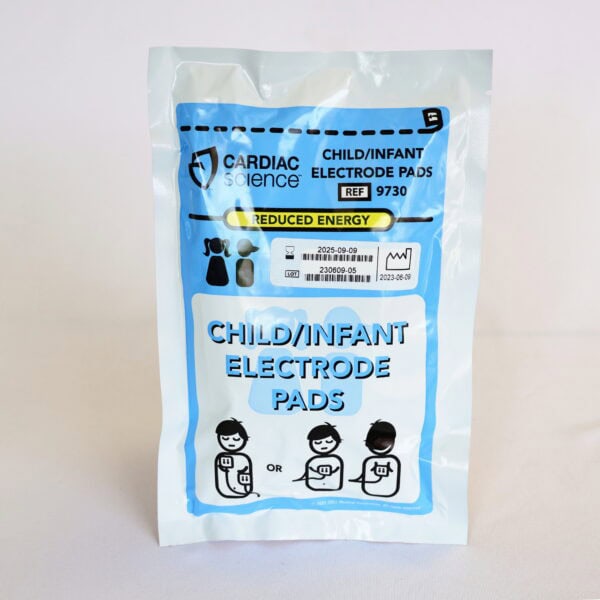 CARDIAC
science™
CHILD/INFANT
ELECTRODE PADS
REF 9730
REDUCED ENERGY
2025-09-09
LOT 230609-05
2023-06-09
CHILD/INFANT
ELECTRODE
PADS
OR